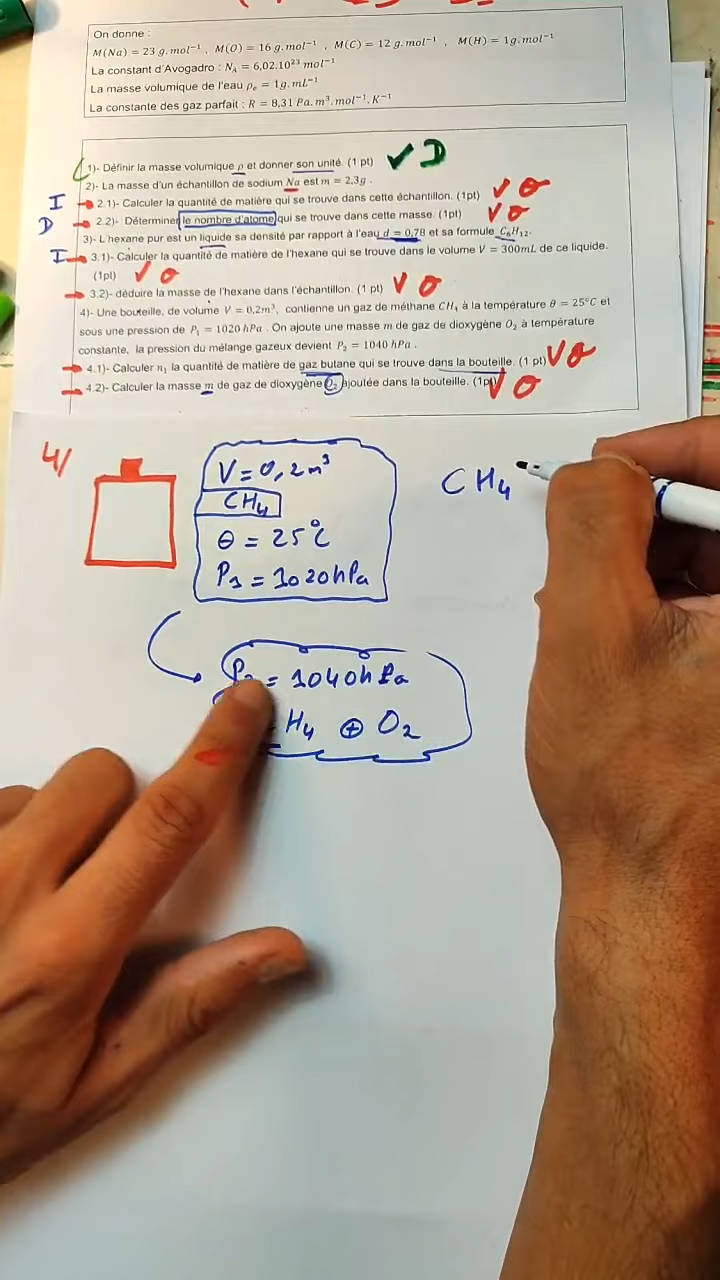 On donne :
M(Na) = 23 g.mol⁻¹ , M(O) = 16 g.mol⁻¹ , M(C) = 12 g.mol⁻¹ , M(H) = 1g.mol⁻¹
La constant d'Avogadro : N_A = 6,02.10²³ mol⁻¹
La masse volumique de l'eau ρₑ = 1g.mL⁻¹
La constante des gaz parfait : R = 8,31 Pa.m³.mol⁻¹.K⁻¹
1)- Définir la masse volumique ρ et donner son unité. (1 pt) D
2)- La masse d'un échantillon de sodium Na est m = 2,3g .
I 2.1)- Calculer la quantité de matière qui se trouve dans cette échantillon. (1pt)
D 2.2)- Déterminer le nombre d'atome qui se trouve dans cette masse. (1pt)
3)- L'hexane pur est un liquide sa densité par rapport à l'eau d = 0,78 et sa formule C₆H₁₂.
I 3.1)- Calculer la quantité de matière de l'hexane qui se trouve dans le volume V = 300mL de ce liquide.
(1pt)
3.2)- déduire la masse de l'hexane dans l'échantillon. (1 pt)
4)- Une bouteille, de volume V = 0,2m³, contienne un gaz de méthane CH₄ à la température θ = 25°C et
sous une pression de P₁ = 1020 hPa . On ajoute une masse m de gaz de dioxygène O₂ à température
constante, la pression du mélange gazeux devient P₂ = 1040 hPa .
4.1)- Calculer n₁ la quantité de matière de gaz butane qui se trouve dans la bouteille. (1 pt)
4.2)- Calculer la masse m de gaz de dioxygène O₂ ajoutée dans la bouteille. (1pt)
4/
V = 0,2m³
CH₄
θ = 25°C
P₁ = 1020hPa
CH₄
P₂ = 1040hPa
H₄ ⊕ O₂